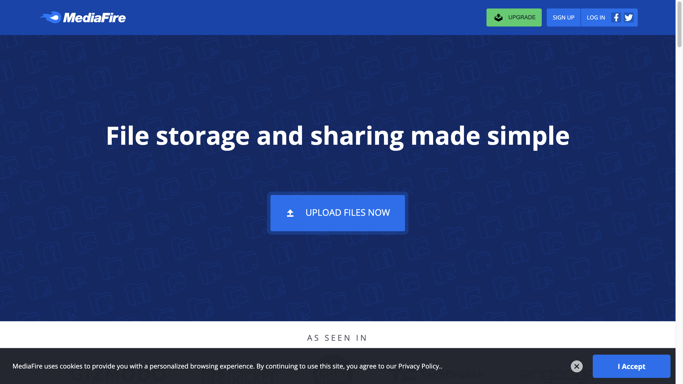 MediaFire
UPGRADE
SIGN UP
LOG IN
File storage and sharing made simple
UPLOAD FILES NOW
AS SEEN IN
MediaFire uses cookies to provide you with a personalized browsing experience. By continuing to use this site, you agree to our Privacy Policy..
I Accept